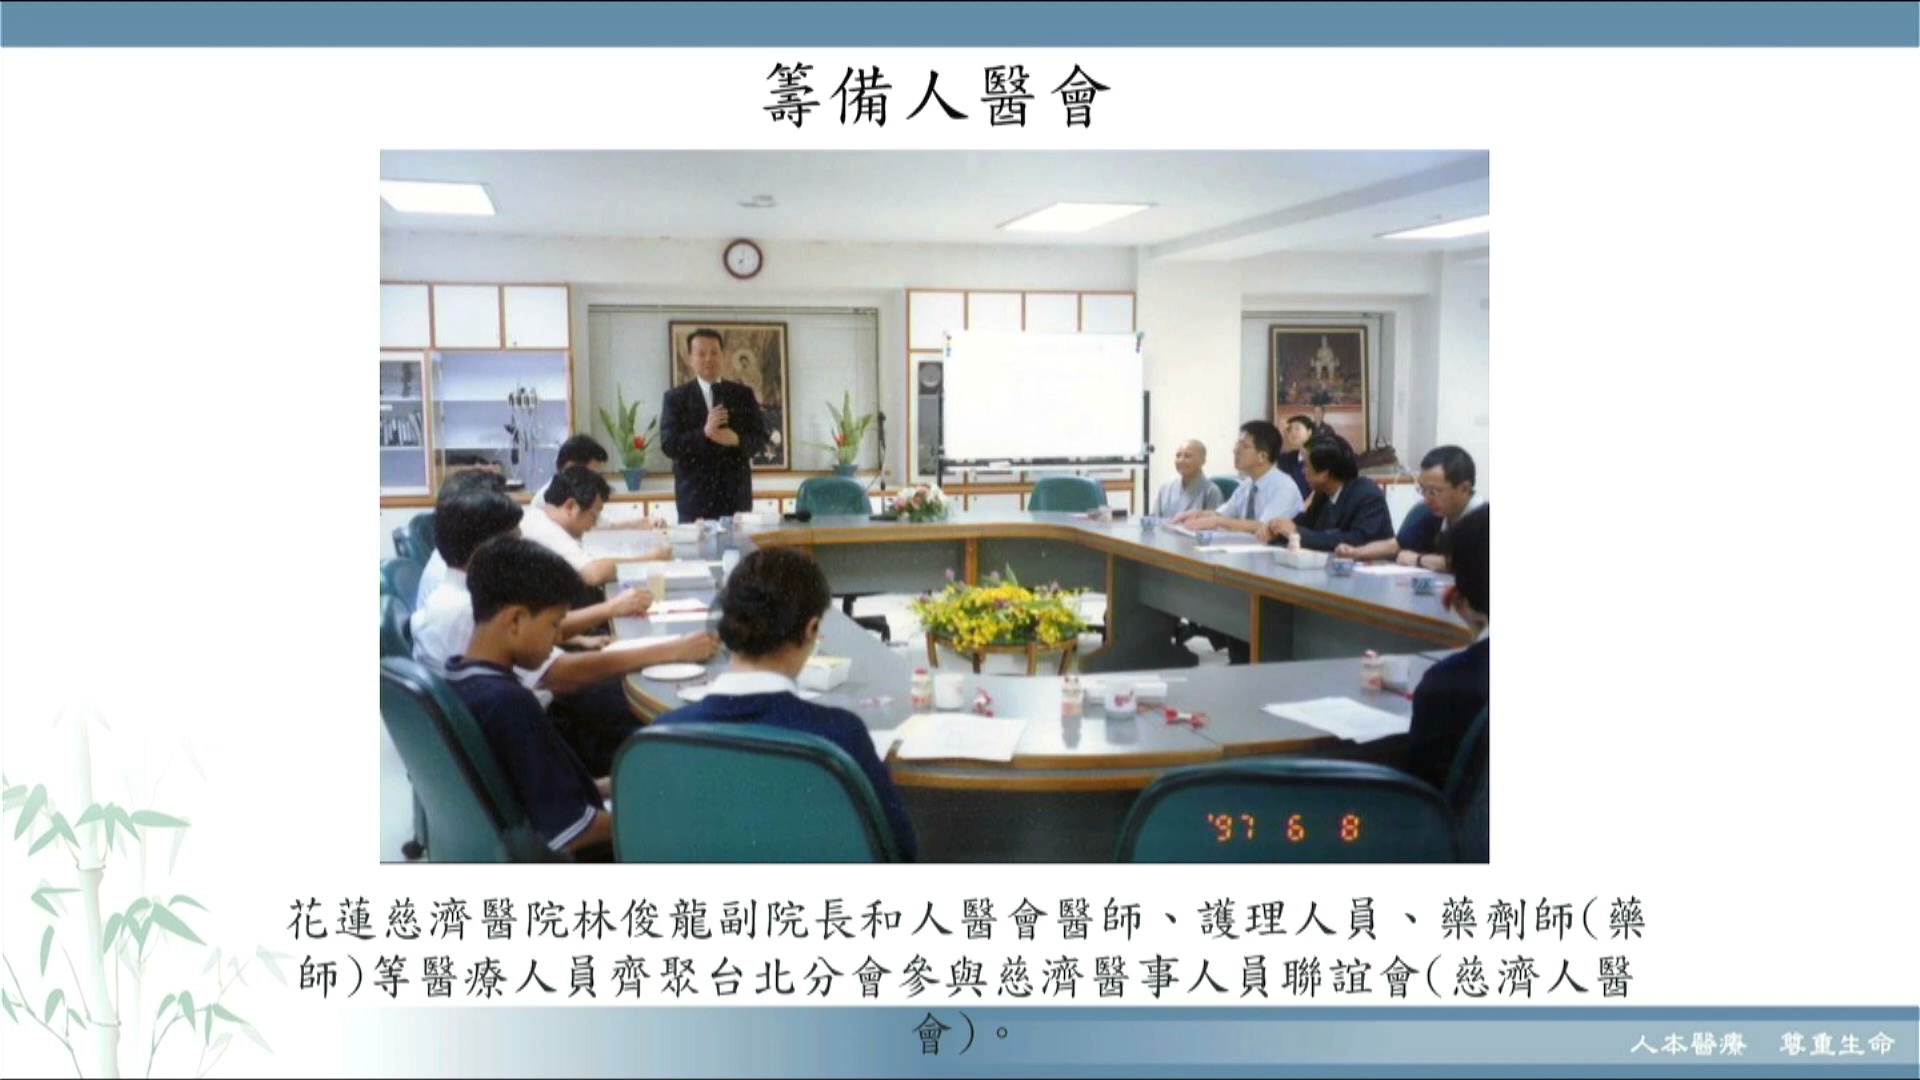 籌備人醫會
'97 6 8
花蓮慈濟醫院林俊龍副院長和人醫會醫師、護理人員、藥劑師(藥
師)等醫療人員齊聚台北分會參與慈濟醫事人員聯誼會(慈濟人醫
會)。
人本醫療 尊重生命